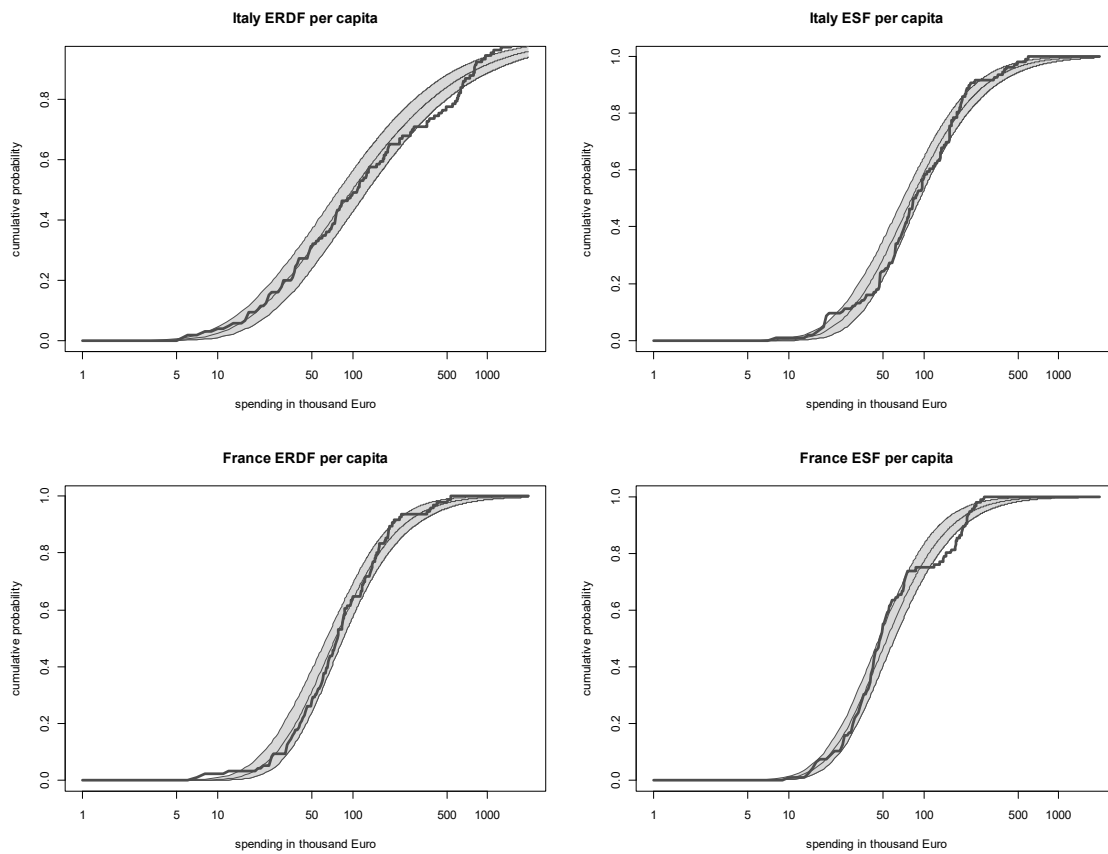 Italy ERDF per capita
cumulative probability
0.0 0.2 0.4 0.6 0.8
1 5 10 50 100 500 1000
spending in thousand Euro
Italy ESF per capita
cumulative probability
0.0 0.2 0.4 0.6 0.8 1.0
1 5 10 50 100 500 1000
spending in thousand Euro
France ERDF per capita
cumulative probability
0.0 0.2 0.4 0.6 0.8 1.0
1 5 10 50 100 500 1000
spending in thousand Euro
France ESF per capita
cumulative probability
0.0 0.2 0.4 0.6 0.8 1.0
1 5 10 50 100 500 1000
spending in thousand Euro